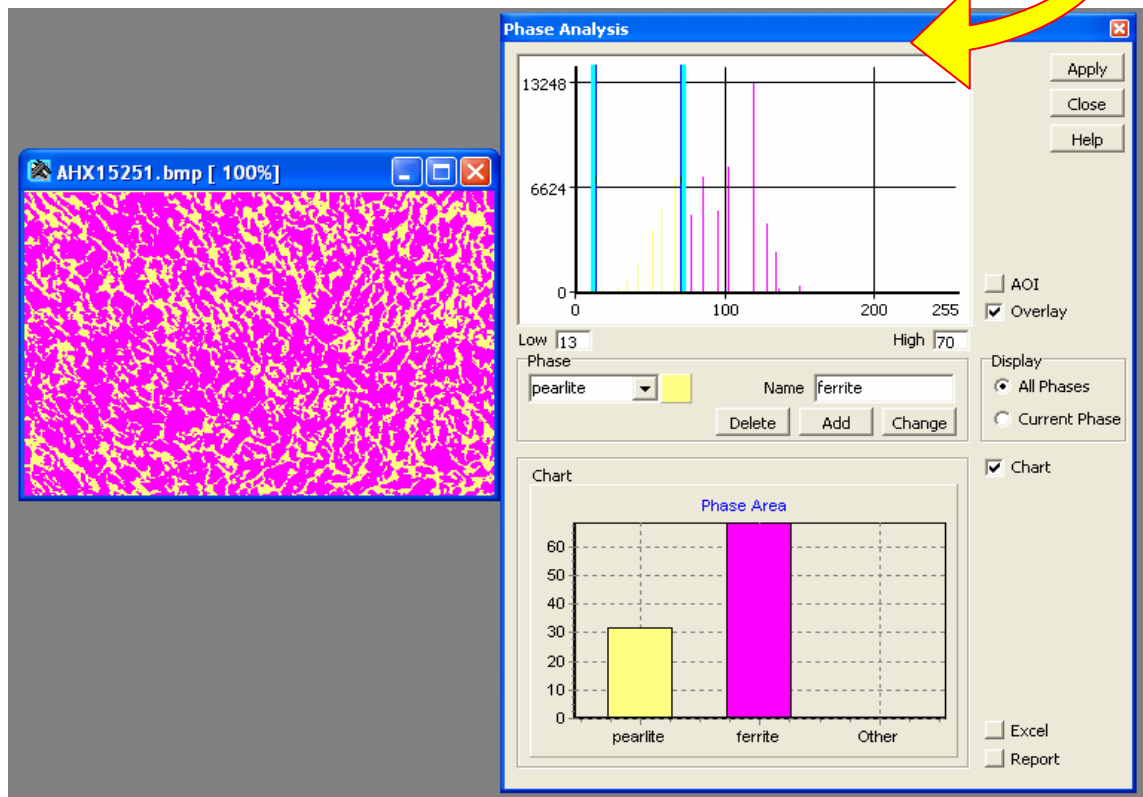 Phase Analysis
13248
6624
0
0 100 200 255
Low 13 High 70
Apply
Close
Help
AOI
Overlay
AHX15251.bmp [ 100%]
Phase
pearlite Name ferrite
Delete Add Change
Display
All Phases
Current Phase
Chart
Chart
Phase Area
60
50
40
30
20
10
0
pearlite ferrite Other
Excel
Report